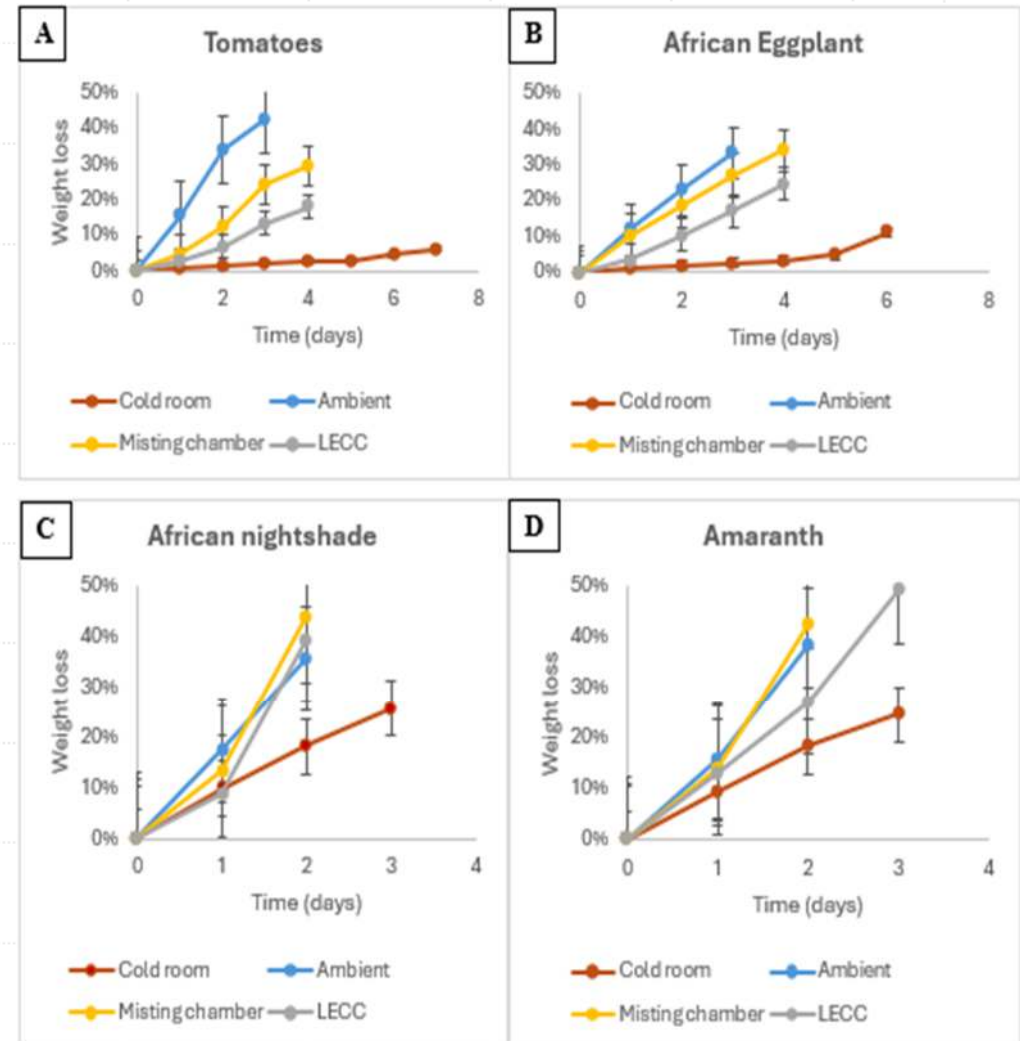 A
Tomatoes
Weight loss
50%
40%
30%
20%
10%
0%
0 2 4 6 8
Time (days)
Cold room Ambient
Misting chamber LECC
B
African Eggplant
50%
40%
30%
20%
10%
0%
0 2 4 6 8
Time (days)
Cold room Ambient
Misting chamber LECC
C
African nightshade
Weight loss
50%
40%
30%
20%
10%
0%
0 1 2 3 4
Time (days)
Cold room Ambient
Misting chamber LECC
D
Amaranth
Weight loss
50%
40%
30%
20%
10%
0%
0 1 2 3 4
Time (days)
Cold room Ambient
Misting chamber LECC